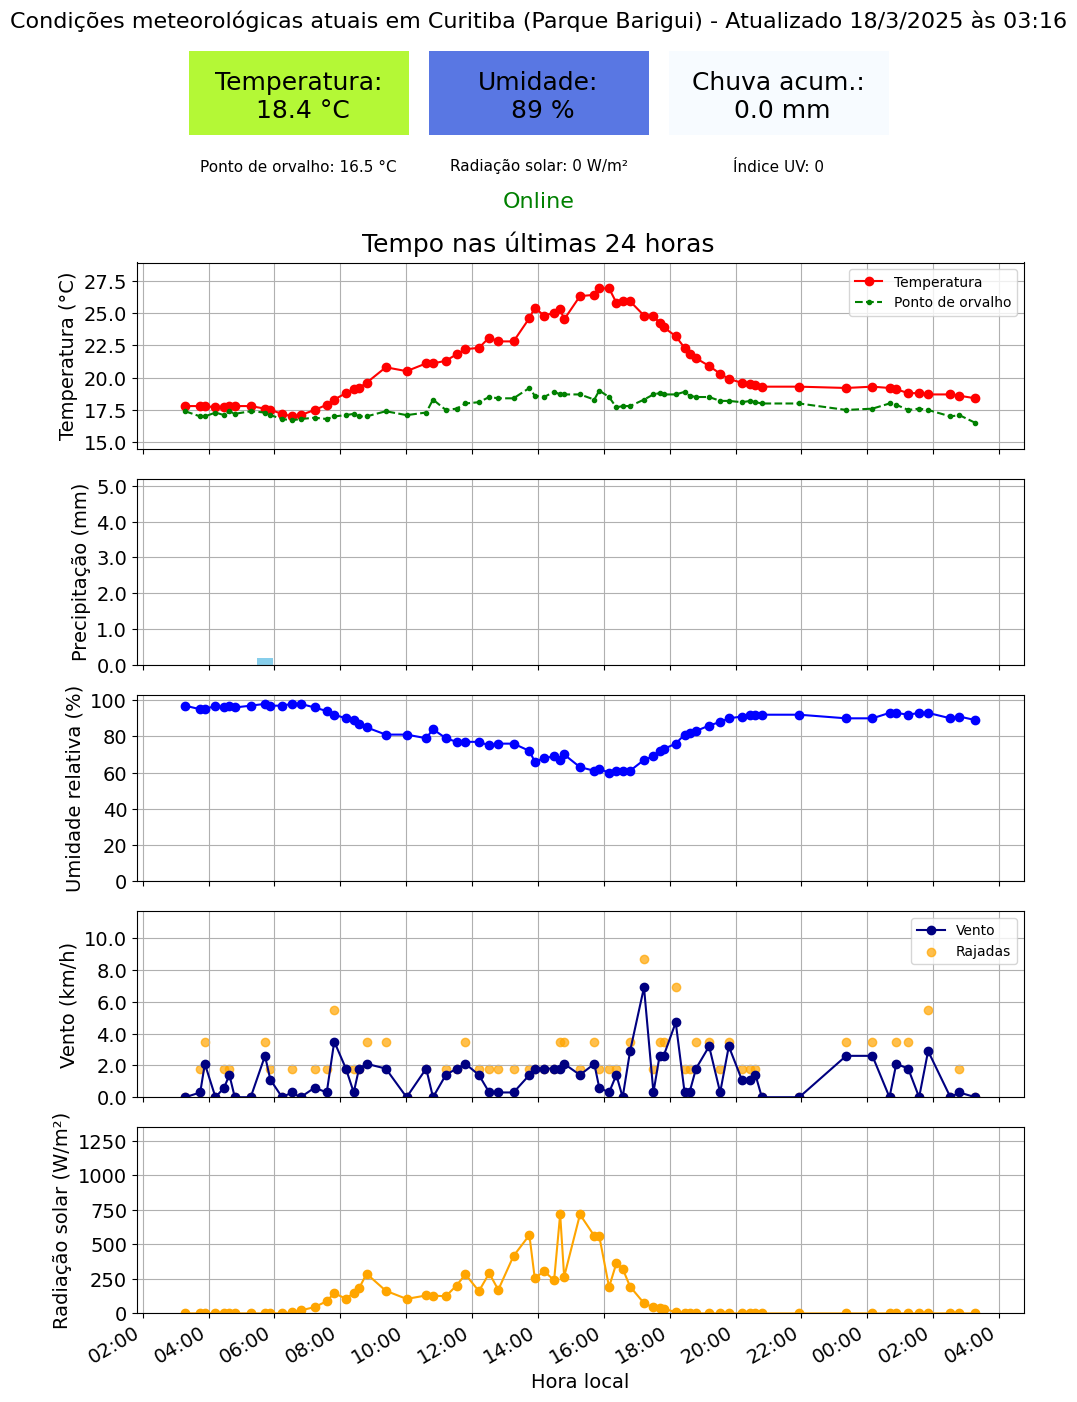 Condições meteorológicas atuais em Curitiba (Parque Barigui) - Atualizado 18/3/2025 às 03:16
Temperatura:
18.4 °C
Umidade:
89 %
Chuva acum.:
0.0 mm
Ponto de orvalho: 16.5 °C
Radiação solar: 0 W/m²
Índice UV: 0
Online
Tempo nas últimas 24 horas
Temperatura (°C)
27.5
25.0
22.5
20.0
17.5
15.0
Temperatura
Ponto de orvalho
Precipitação (mm)
5.0
4.0
3.0
2.0
1.0
0.0
Umidade relativa (%)
100
80
60
40
20
0
Vento (km/h)
10.0
8.0
6.0
4.0
2.0
0.0
Vento
Rajadas
Radiação solar (W/m²)
1250
1000
750
500
250
0
02:00
04:00
06:00
08:00
10:00
12:00
14:00
16:00
18:00
20:00
22:00
00:00
02:00
04:00
Hora local